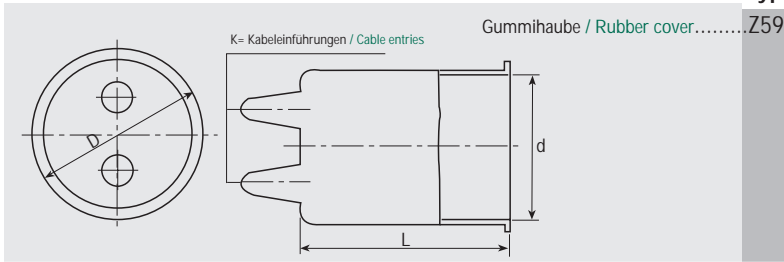 Gummihaube / Rubber cover.........Z59
K= Kabeleinführungen / Cable entries
D
d
L